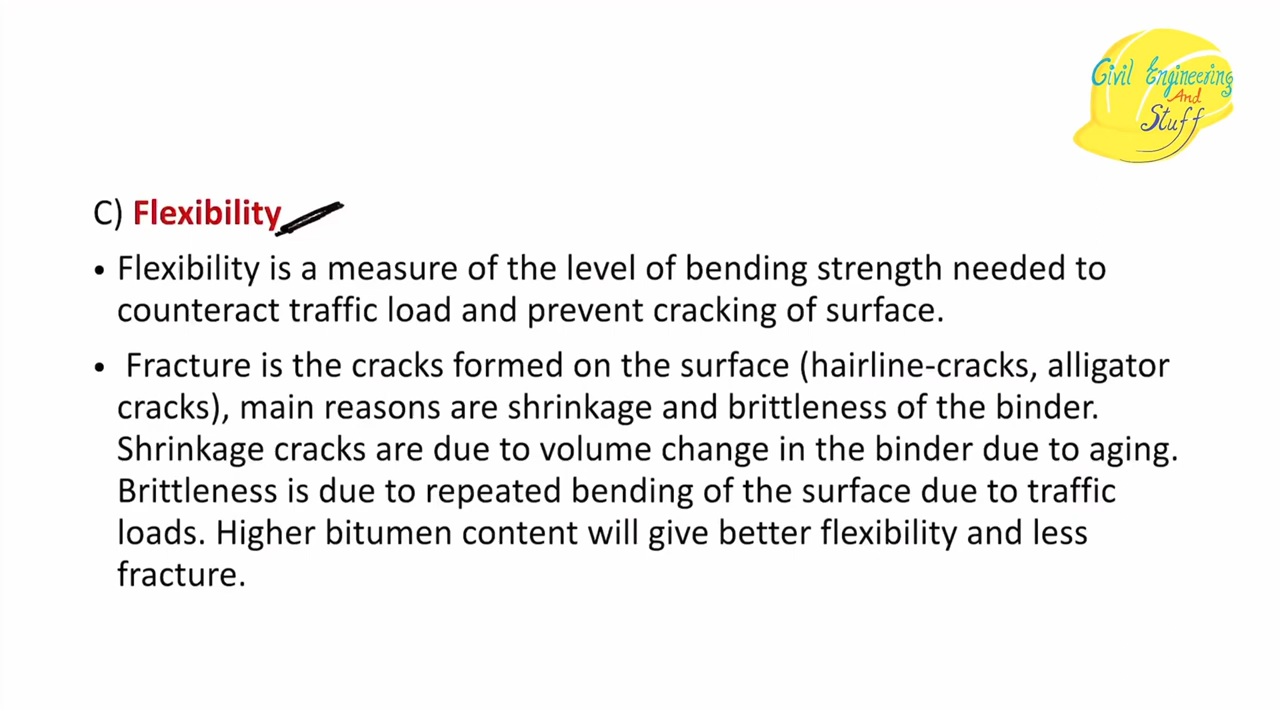 Civil Engineering
And
Stuff
C) Flexibility
• Flexibility is a measure of the level of bending strength needed to
counteract traffic load and prevent cracking of surface.
• Fracture is the cracks formed on the surface (hairline-cracks, alligator
cracks), main reasons are shrinkage and brittleness of the binder.
Shrinkage cracks are due to volume change in the binder due to aging.
Brittleness is due to repeated bending of the surface due to traffic
loads. Higher bitumen content will give better flexibility and less
fracture.